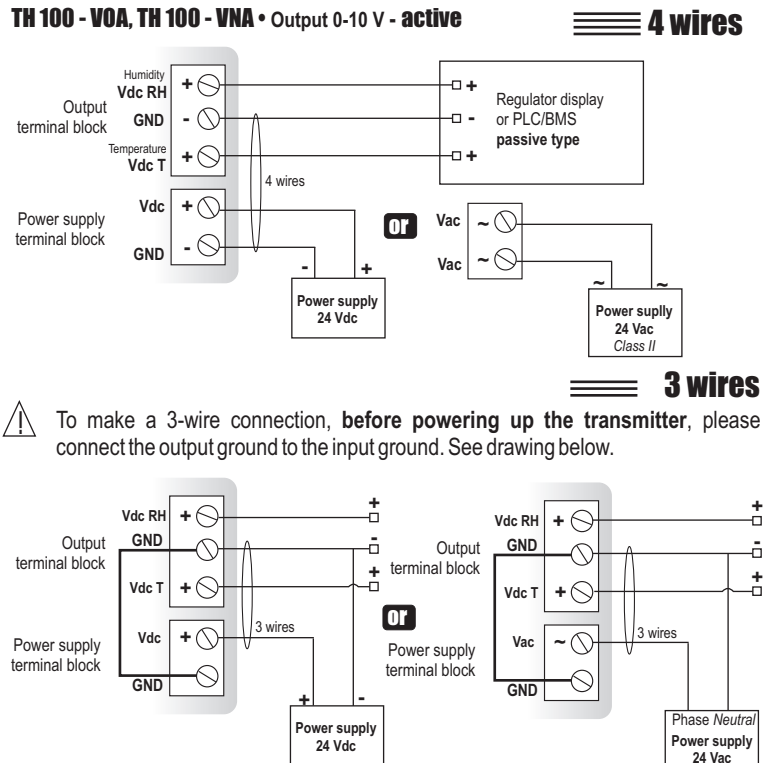 TH 100 - VOA, TH 100 - VNA • Output 0-10 V - active
4 wires
Humidity
Vdc RH
+
Output
terminal block
GND
-
Temperature
Vdc T
+
4 wires
+
-
+
Regulator display
or PLC/BMS
passive type
Power supply
terminal block
Vdc
+
GND
-
- +
Power supply
24 Vdc
or
Vac
~
Vac
~
~ ~
Power suplly
24 Vac
Class II
3 wires
To make a 3-wire connection, before powering up the transmitter, please
connect the output ground to the input ground. See drawing below.
Vdc RH
+
GND
Output
terminal block
Vdc T
+
+
-
+
Power supply
terminal block
Vdc
+
3 wires
GND
+ -
Power supply
24 Vdc
or
Vdc RH
+
GND
Output
terminal block
Vdc T
+
+
-
+
Power supply
terminal block
Vac
~
3 wires
GND
Phase Neutral
Power supply
24 Vac